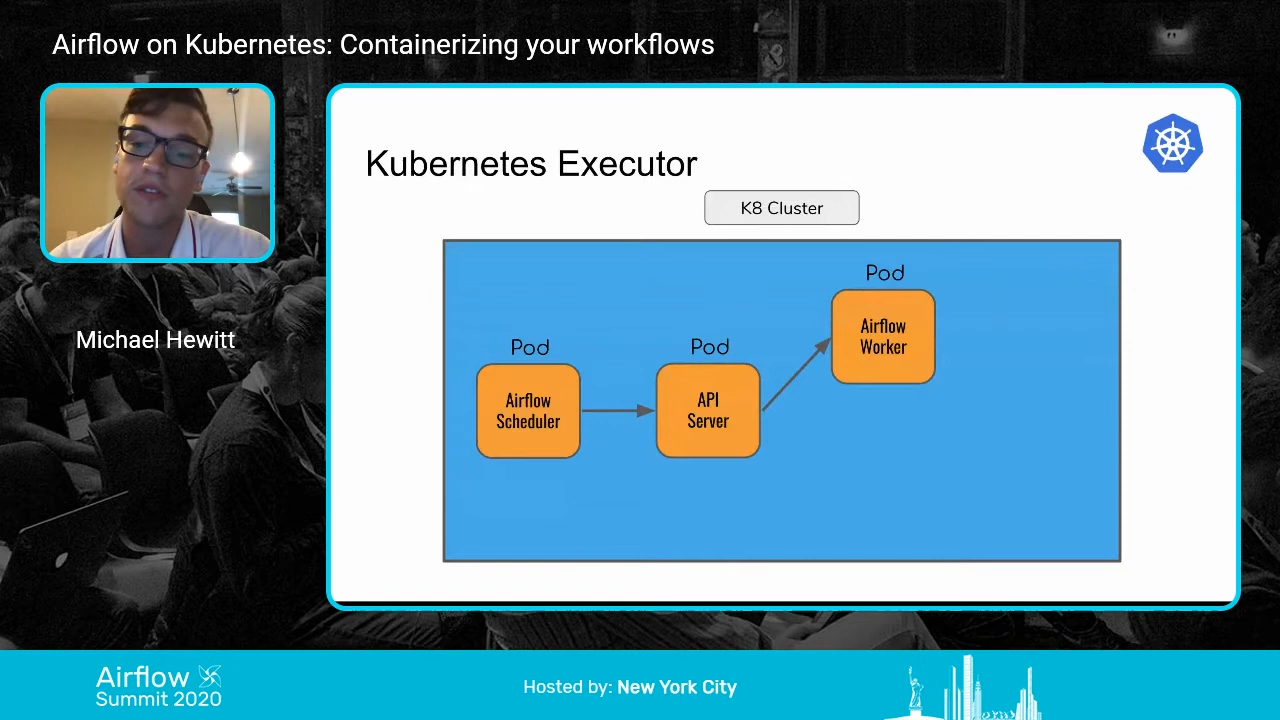 Airflow on Kubernetes: Containerizing your workflows
Michael Hewitt
Kubernetes Executor
K8 Cluster
Pod
Airflow
Worker
Pod
Airflow
Scheduler
Pod
API
Server
Airflow
Summit 2020
Hosted by: New York City